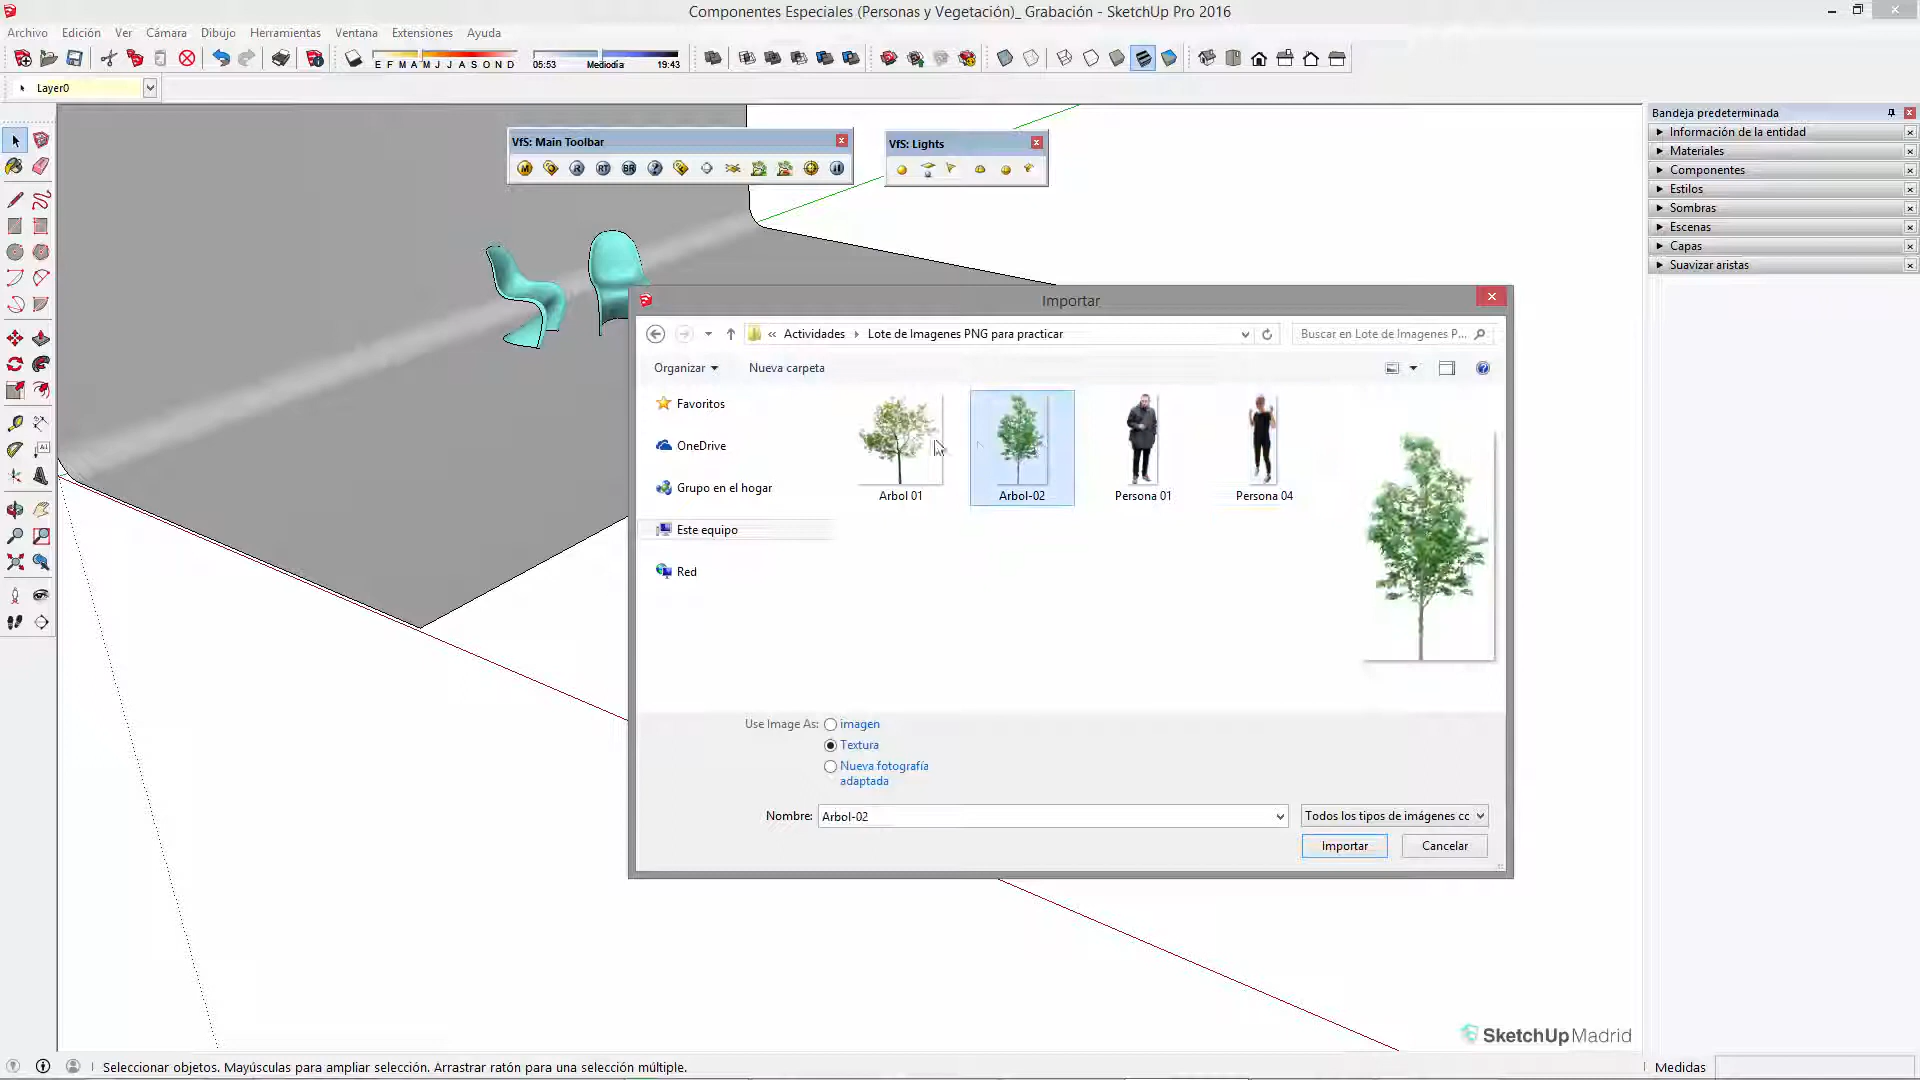 Componentes Especiales (Personas y Vegetación)_ Grabación - SketchUp Pro 2016
Archivo Edición Ver Cámara Dibujo Herramientas Ventana Extensiones Ayuda
E F M A M J J A S O N D 05:53 Mediodía 19:43
Layer0
VfS: Main Toolbar
VfS: Lights
M R RT BR
Bandeja predeterminada
Información de la entidad
Materiales
Componentes
Estilos
Sombras
Escenas
Capas
Suavizar aristas
Importar
« Actividades Lote de Imagenes PNG para practicar
Buscar en Lote de Imagenes P...
Organizar Nueva carpeta
Favoritos
OneDrive
Grupo en el hogar
Este equipo
Red
Arbol 01 Arbol-02 Persona 01 Persona 04
Use Image As: imagen
Textura
Nueva fotografía
adaptada
Nombre: Arbol-02 Todos los tipos de imágenes cc
Importar Cancelar
SketchUp Madrid
Seleccionar objetos. Mayúsculas para ampliar selección. Arrastrar ratón para una selección múltiple.
Medidas